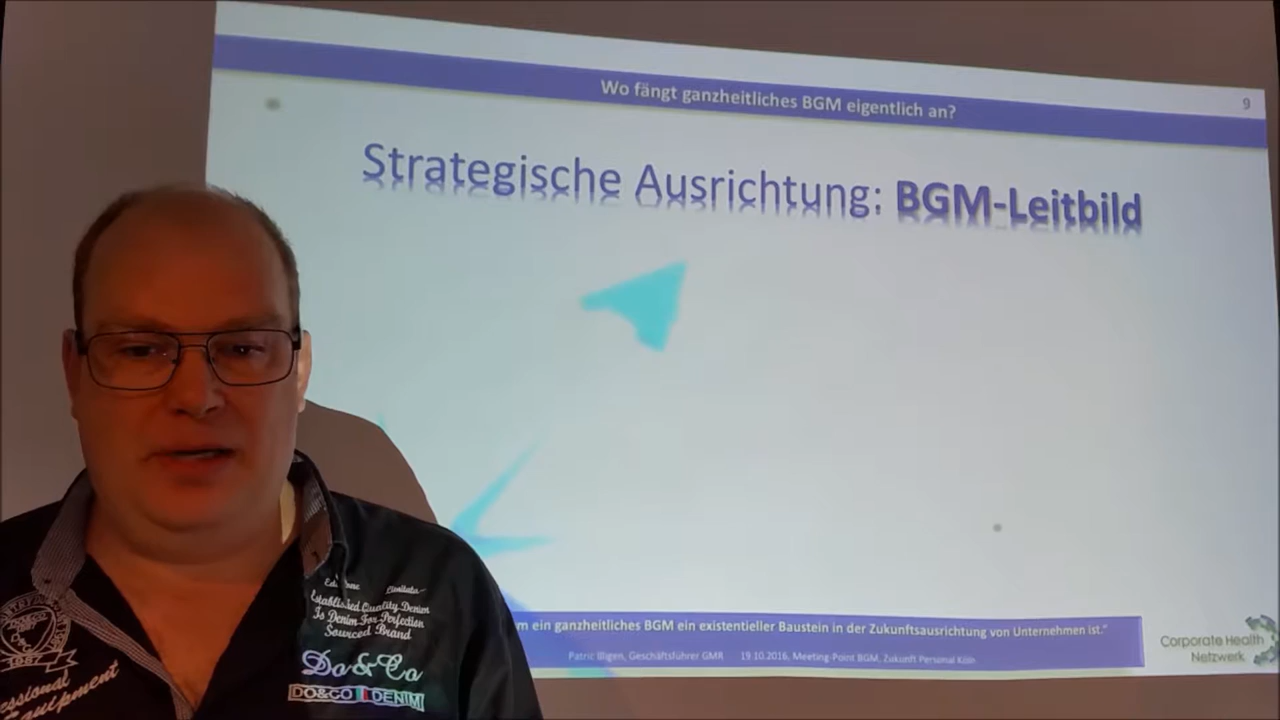 Wo fängt ganzheitliches BGM eigentlich an?
9
Strategische Ausrichtung: BGM-Leitbild
ein ganzheitliches BGM ein existentieller Baustein in der Zukunftsausrichtung von Unternehmen ist."
Patric Illigen, Geschäftsführer GMR 19.10.2016, Meeting-Point BGM, Zukunft Personal Köln
Corporate Health
Netzwerk
Established Quality Denim
Is Denim For Perfection
Sourced Brand
Do & Co
DO&CO DENIM